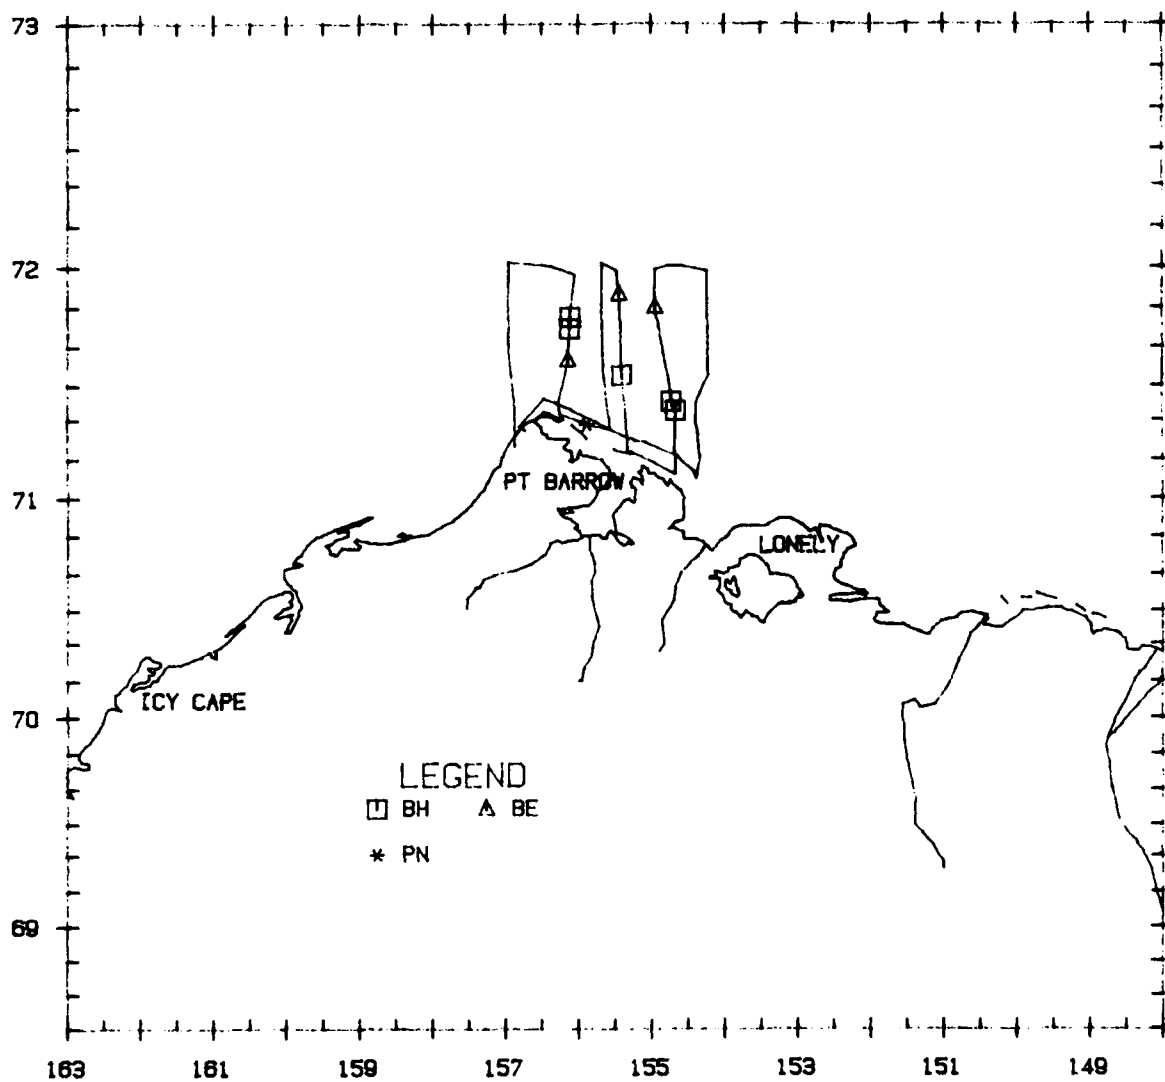 73
72
PT BARROW
71
LONELY
ICY CAPE
70
LEGEND
BH BE
PN
69
163 161 159 157 155 153 151 149